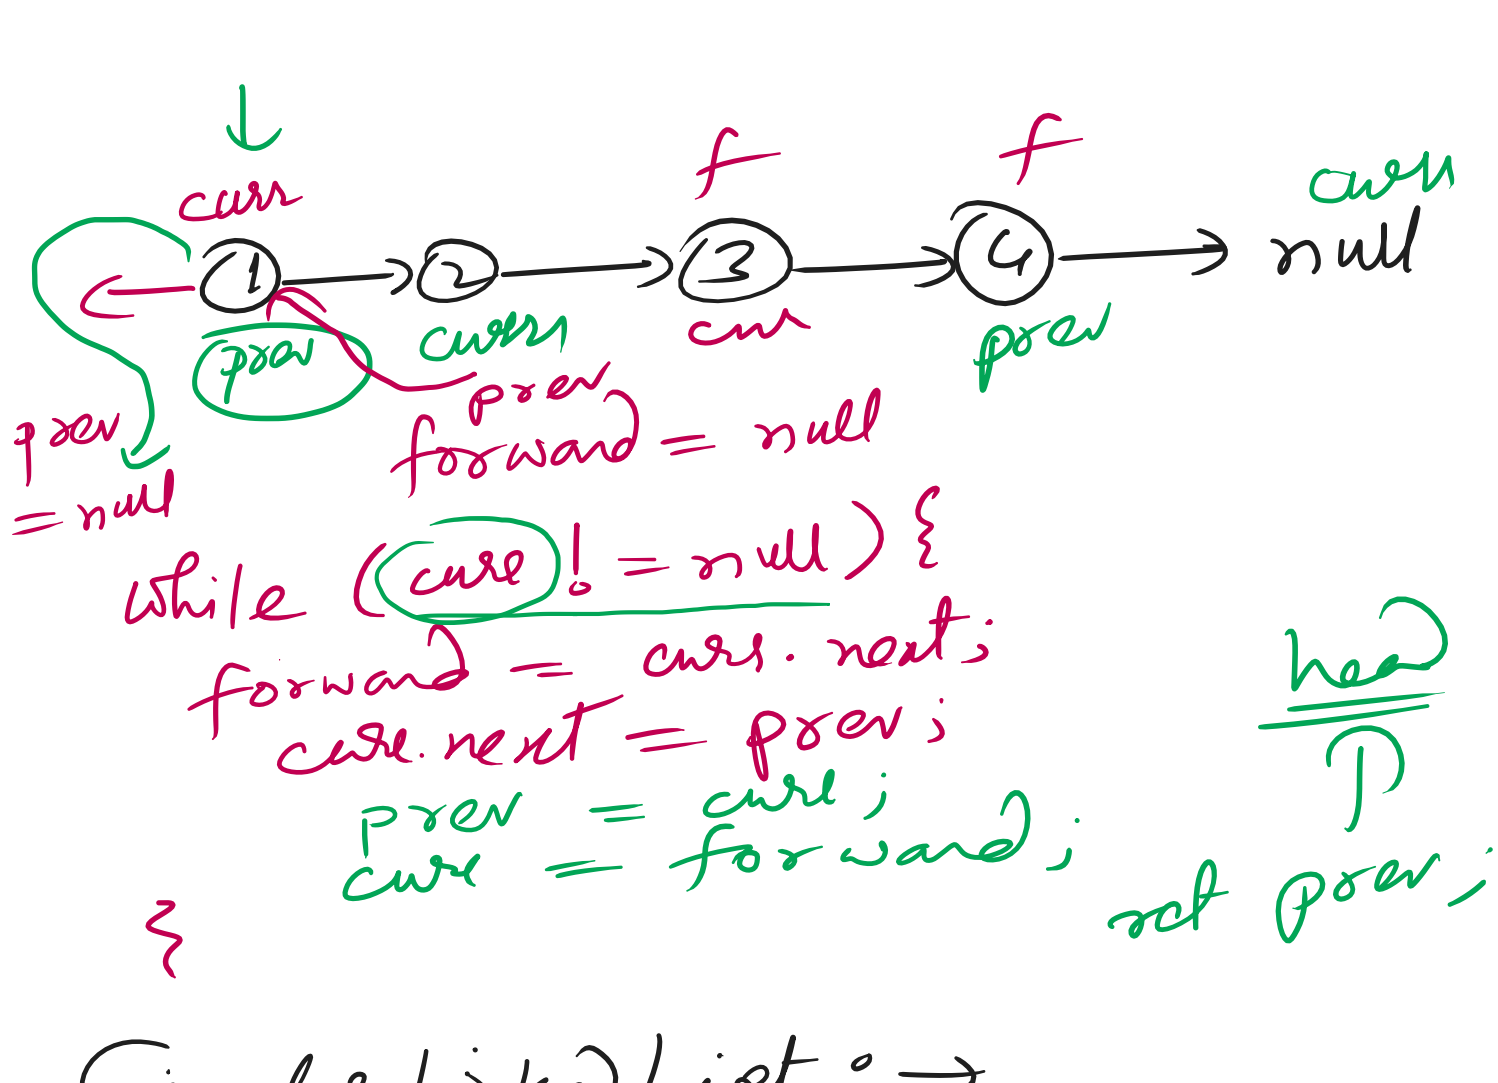 f f
curr curr
1 2 3 4 null
prev curr cur prev
prev prev
forward = null
= null
while (curr != null) {
forward = curr.next;
curr.next = prev; head
prev = curr;
curr = forward;
ret prev;
}